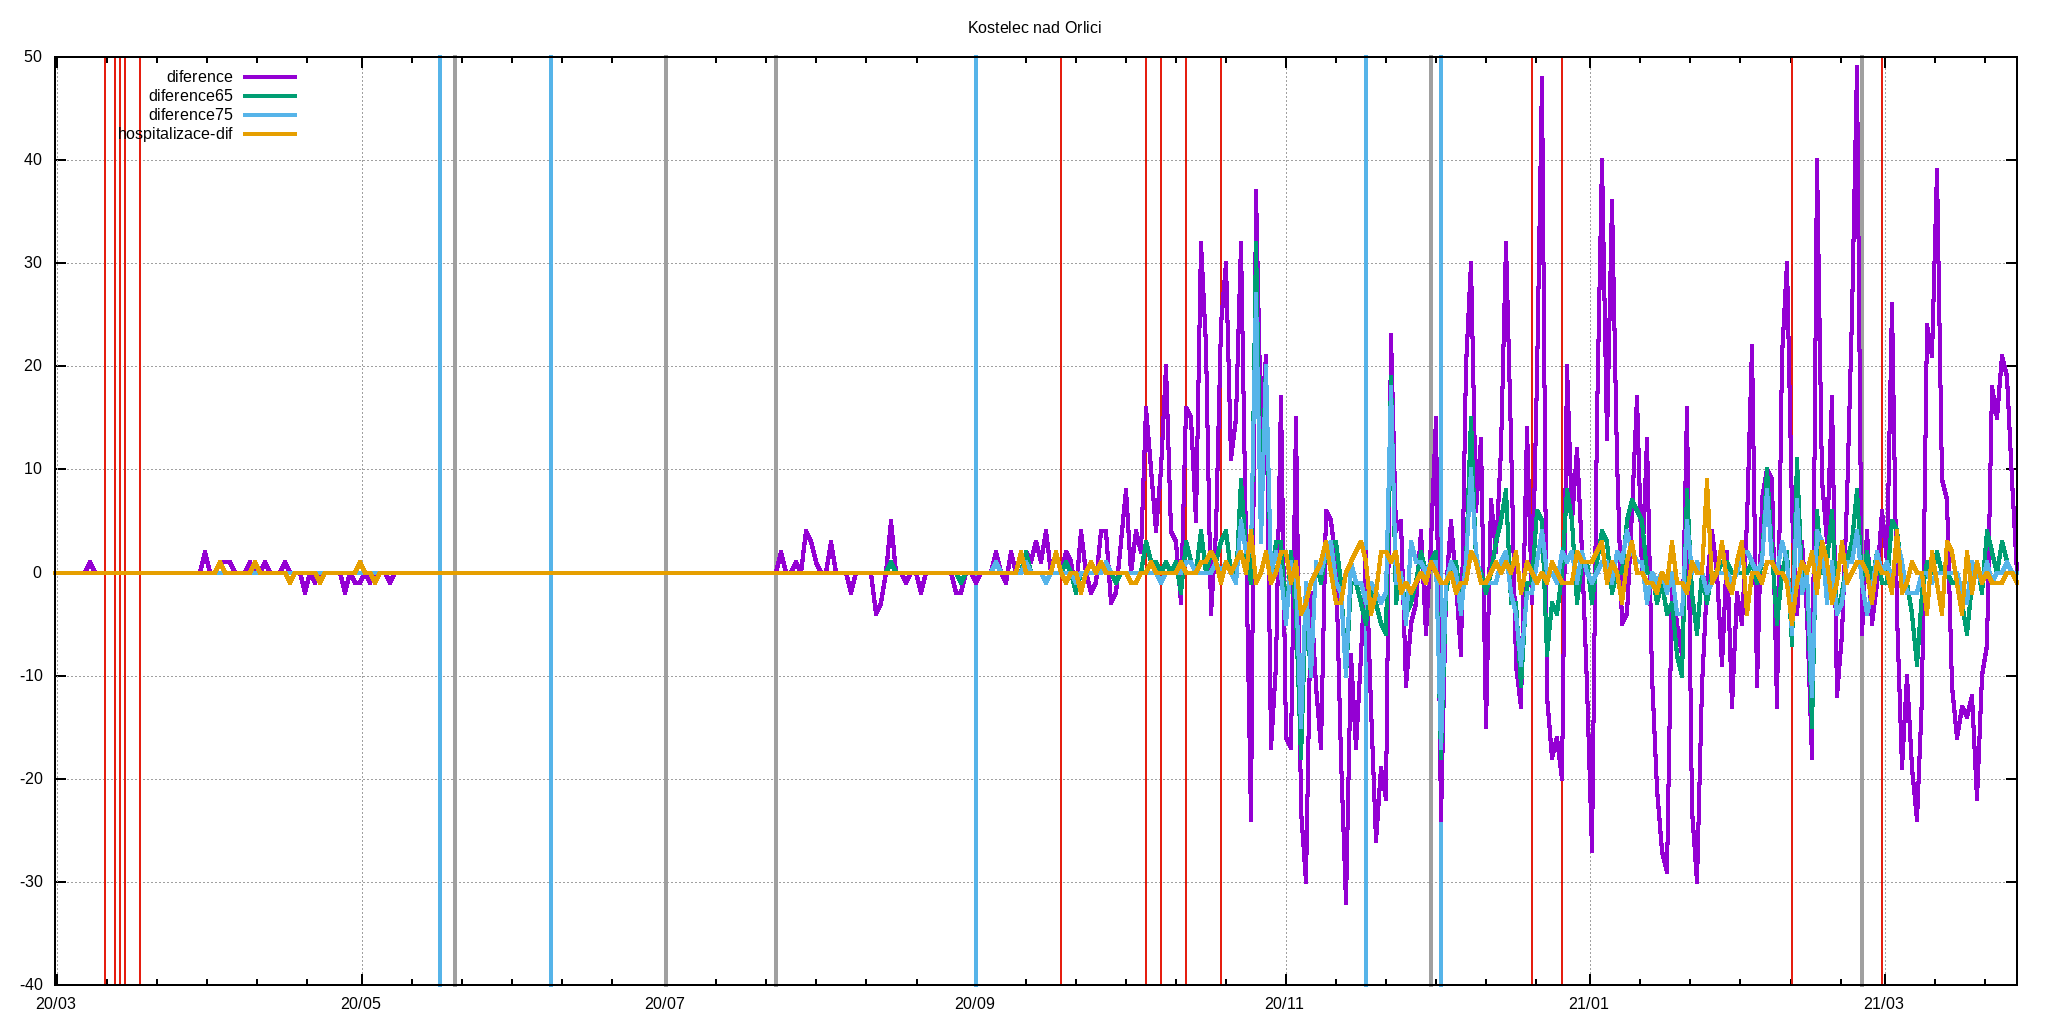 Kostelec nad Orlici
50
diference
diference65
diference75
hospitalizace-dif
40
30
20
10
0
-10
-20
-30
-40
20/03 20/05 20/07 20/09 20/11 21/01 21/03